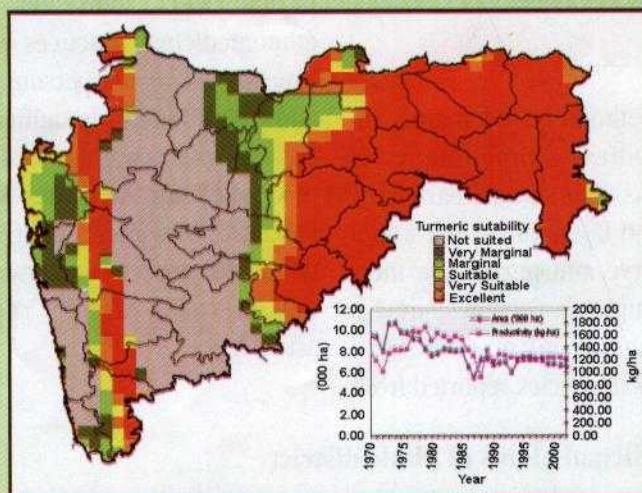 Turmeric sutability
Not suited
Very Marginal
Marginal
Suitable
Very Suitable
Excellent
12.00
10.00
8.00
6.00
4.00
2.00
0.00
(000 ha)
Area ('000 ha)
Productivity (kg/ha)
2000.00
1800.00
1600.00
1400.00
1200.00
1000.00
800.00
600.00
400.00
200.00
0.00
kg/ha
1970
1975
1980
1985
1990
1995
2000
Year